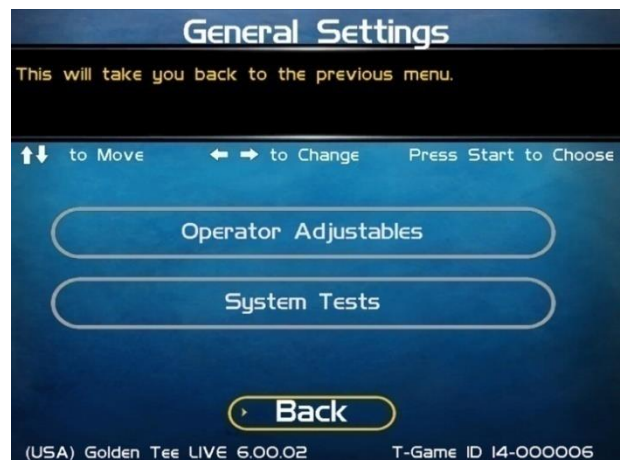 General Settings
This will take you back to the previous menu.
to Move to Change Press Start to Choose
Operator Adjustables
System Tests
Back
(USA) Golden Tee LIVE 6.00.02 T-Game ID 14-000006